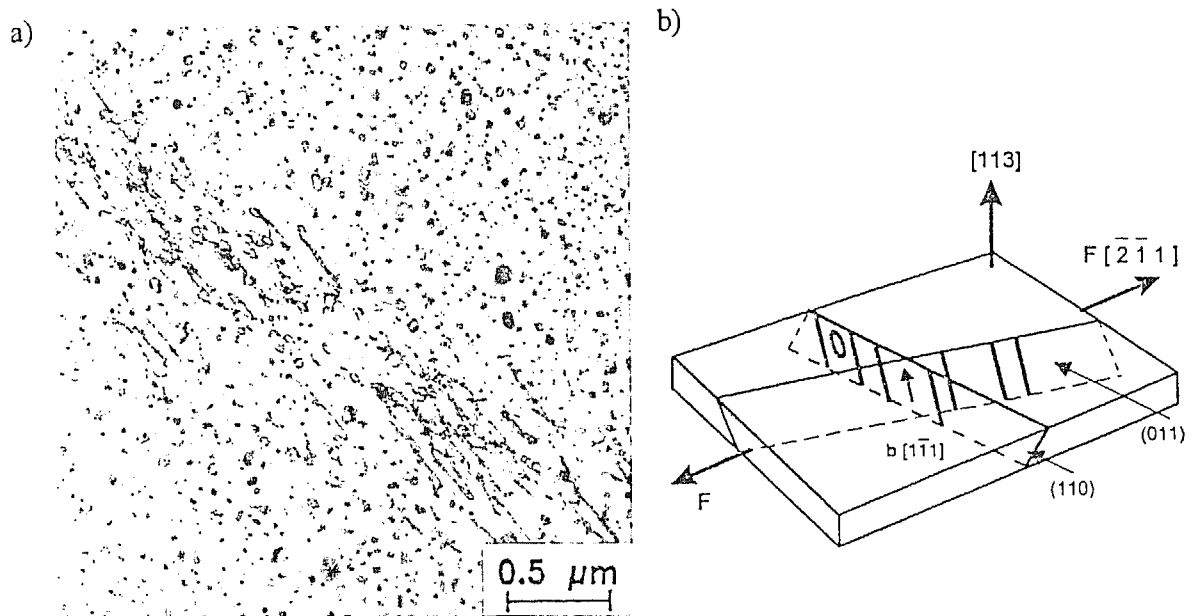 a)
0.5 μm
b)
[113]
F [2̄ 1̄ 1]
b [11̄1]
(011)
(110)
F